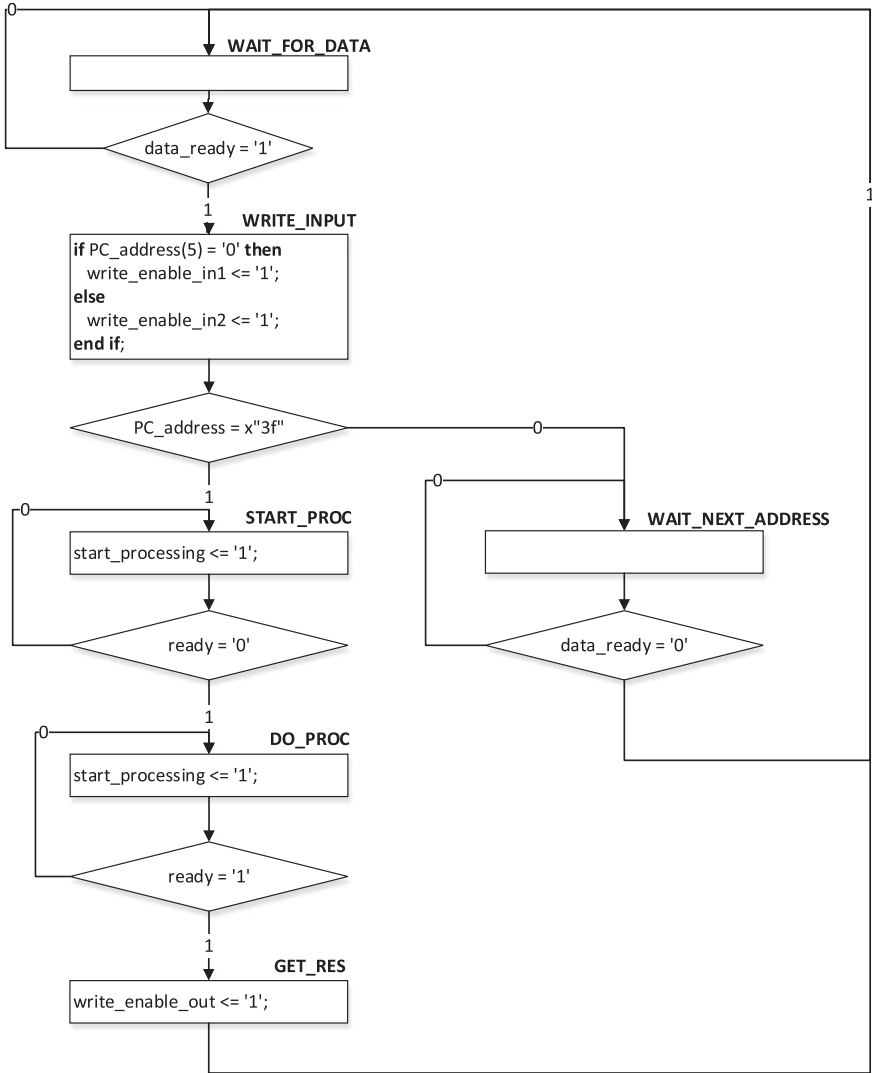 0
WAIT_FOR_DATA
data_ready = '1'
1
1
WRITE_INPUT
if PC_address(5) = '0' then
write_enable_in1 <= '1';
else
write_enable_in2 <= '1';
end if;
PC_address = x"3f"
0
1
0
0
START_PROC
WAIT_NEXT_ADDRESS
start_processing <= '1';
ready = '0'
data_ready = '0'
1
0
DO_PROC
start_processing <= '1';
ready = '1'
1
GET_RES
write_enable_out <= '1';